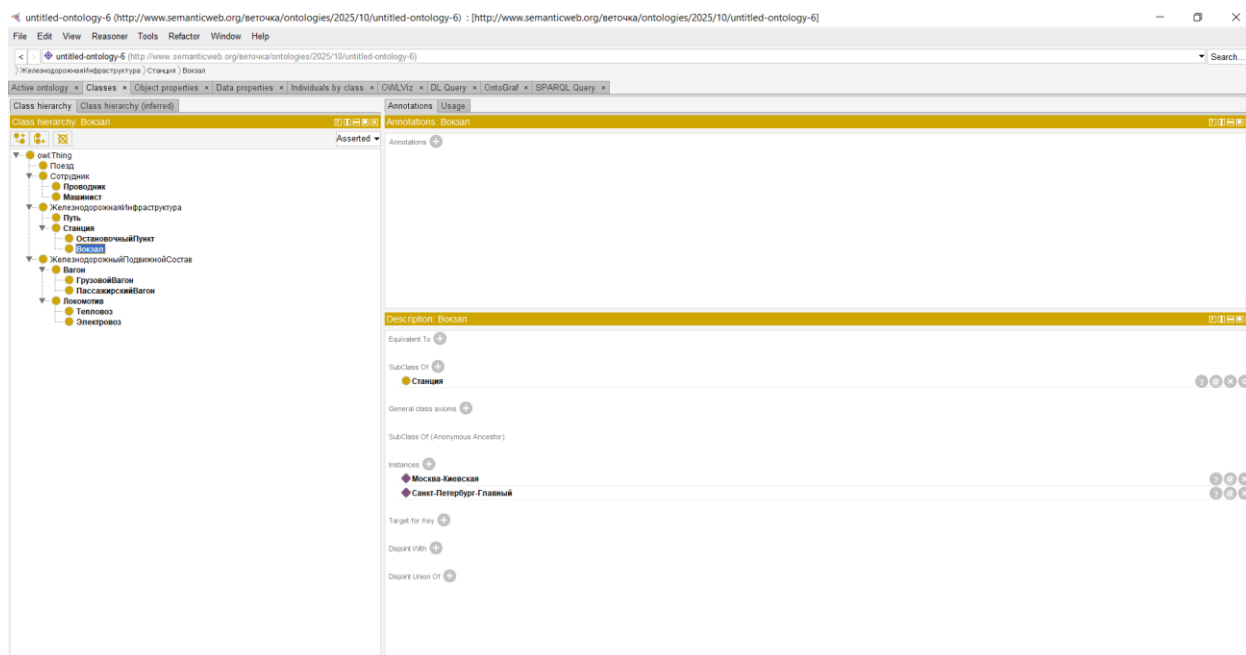 untitled-ontology-6 (http://www.semanticweb.org/веточка/ontologies/2025/10/untitled-ontology-6) : [http://www.semanticweb.org/веточка/ontologies/2025/10/untitled-ontology-6]
File Edit View Reasoner Tools Refactor Window Help
< > untitled-ontology-6 (http://www.semanticweb.org/веточка/ontologies/2025/10/untitled-ontology-6) Search...
ЖелезнодорожнаяИнфраструктура Станция Вокзал
Active ontology Classes Object properties Data properties Individuals by class OWLViz DL Query OntoGraf SPARQL Query
Class hierarchy Class hierarchy (inferred)
Class hierarchy: Вокзал
Asserted
owl:Thing
Поезд
Сотрудник
Проводник
Машинист
ЖелезнодорожнаяИнфраструктура
Путь
Станция
ОстановочныйПункт
Вокзал
ЖелезнодорожныйПодвижнойСостав
Вагон
ГрузовойВагон
ПассажирскийВагон
Локомотив
Тепловоз
Электровоз
Annotations Usage
Annotations: Вокзал
Annotations
Description: Вокзал
Equivalent To
SubClass Of
Станция
General class axioms
SubClass Of (Anonymous Ancestor)
Instances
Москва-Киевская
Санкт-Петербург-Главный
Target for Key
Disjoint With
Disjoint Union Of